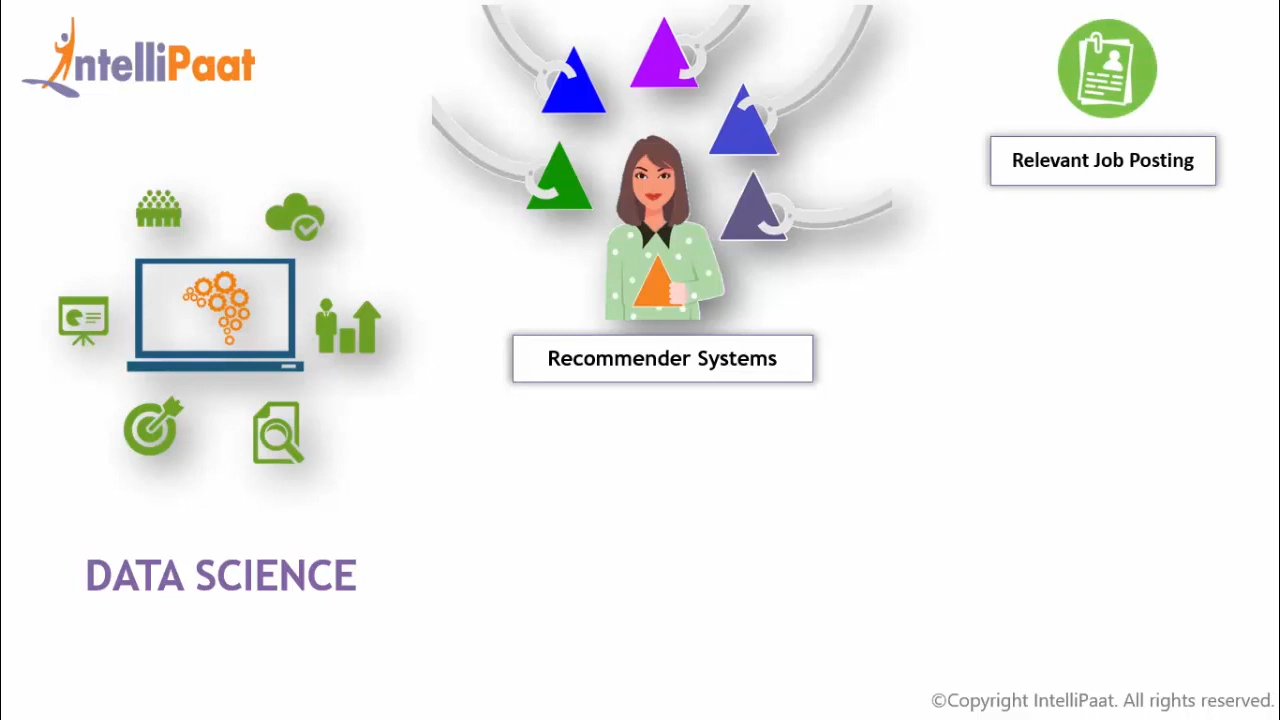 IntelliPaat
Relevant Job Posting
Recommender Systems
DATA SCIENCE
©Copyright IntelliPaat. All rights reserved.